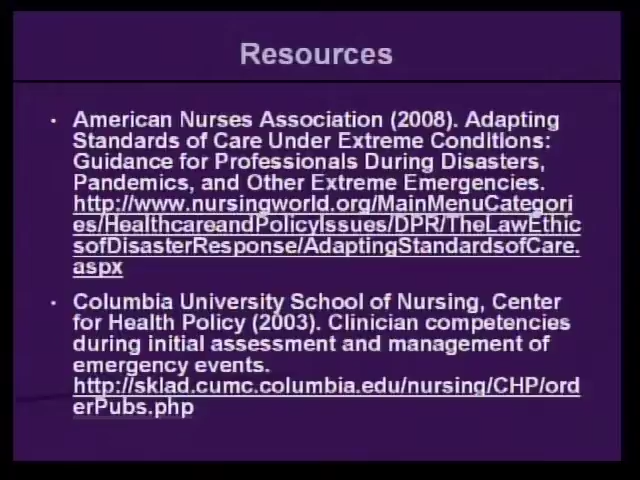 Resources
• American Nurses Association (2008). Adapting
Standards of Care Under Extreme Conditions:
Guidance for Professionals During Disasters,
Pandemics, and Other Extreme Emergencies.
http://www.nursingworld.org/MainMenuCategori
es/HealthcareandPolicyIssues/DPR/TheLawEthic
sofDisasterResponse/AdaptingStandardsofCare.
aspx
• Columbia University School of Nursing, Center
for Health Policy (2003). Clinician competencies
during initial assessment and management of
emergency events.
http://sklad.cumc.columbia.edu/nursing/CHP/ord
erPubs.php